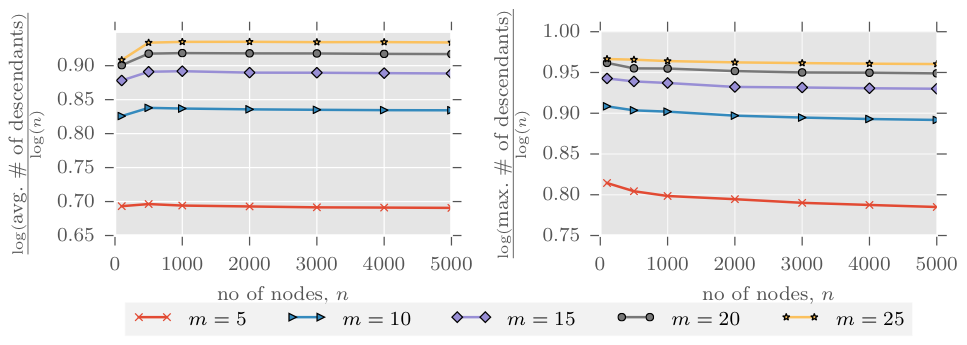 log(avg. # of descendants)
log(n)
0.90
0.85
0.80
0.70
0.65
0 1000 2000 3000 4000 5000
no of nodes, n
log(max. # of descendants)
log(n)
1.00
0.95
0.90
0.85
0.80
0.75
0 1000 2000 3000 4000 5000
no of nodes, n
m = 5 m = 10 m = 15 m = 20 m = 25